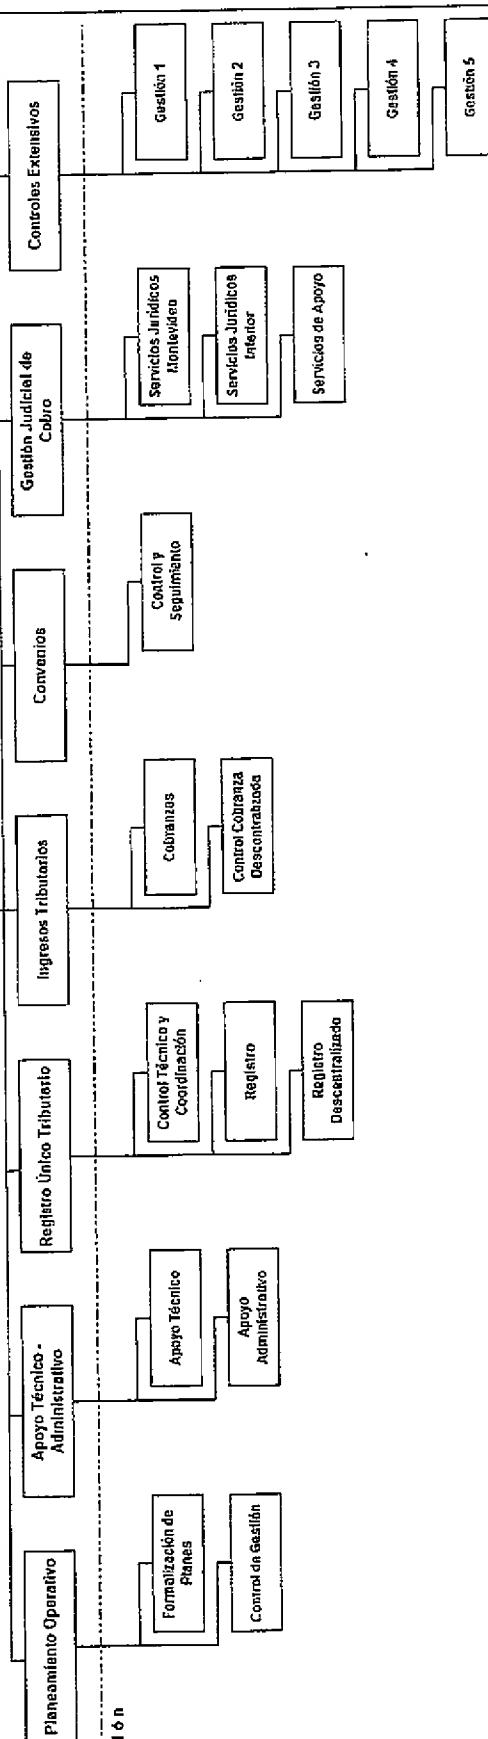 Planeamiento Operativo
Formalización de
Planes
Control de Gestión
Apoyo Técnico -
Administrativo
Apoyo Técnico
Apoyo
Administrativo
Registro Único Tributario
Control Técnico y
Coordinación
Registro
Registro
Descentralizado
Ingresos Tributarios
Cobranzas
Control Cobranza
Descentralizada
Convenios
Control y
Seguimiento
Gestión Judicial de
Cobro
Servicios Jurídicos
Montevideo
Servicios Jurídicos
Interior
Servicios de Apoyo
Controles Extensivos
Gestión 1
Gestión 2
Gestión 3
Gestión 4
Gestión 5
ión